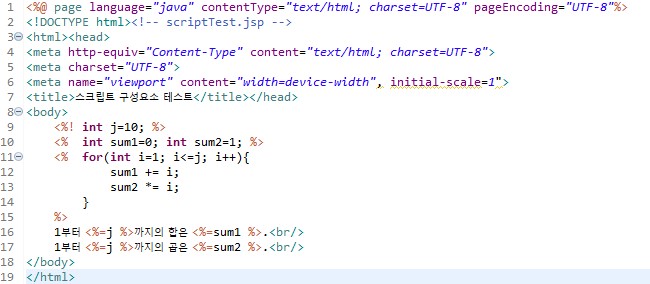 1 <%@ page language="java" contentType="text/html; charset=UTF-8" pageEncoding="UTF-8"%>
2 <!DOCTYPE html><!-- scriptTest.jsp -->
3 <html><head>
4 <meta http-equiv="Content-Type" content="text/html; charset=UTF-8">
5 <meta charset="UTF-8">
6 <meta name="viewport" content="width=device-width", initial-scale=1">
7 <title>스크립트 구성요소 테스트</title></head>
8 <body>
9     <%! int j=10; %>
10     <%  int sum1=0; int sum2=1; %>
11     <%  for(int i=1; i<=j; i++){
12             sum1 += i;
13             sum2 *= i;
14         }
15     %>
16     1부터 <%=j %>까지의 합은 <%=sum1 %>.<br/>
17     1부터 <%=j %>까지의 곱은 <%=sum2 %>.<br/>
18 </body>
19 </html>